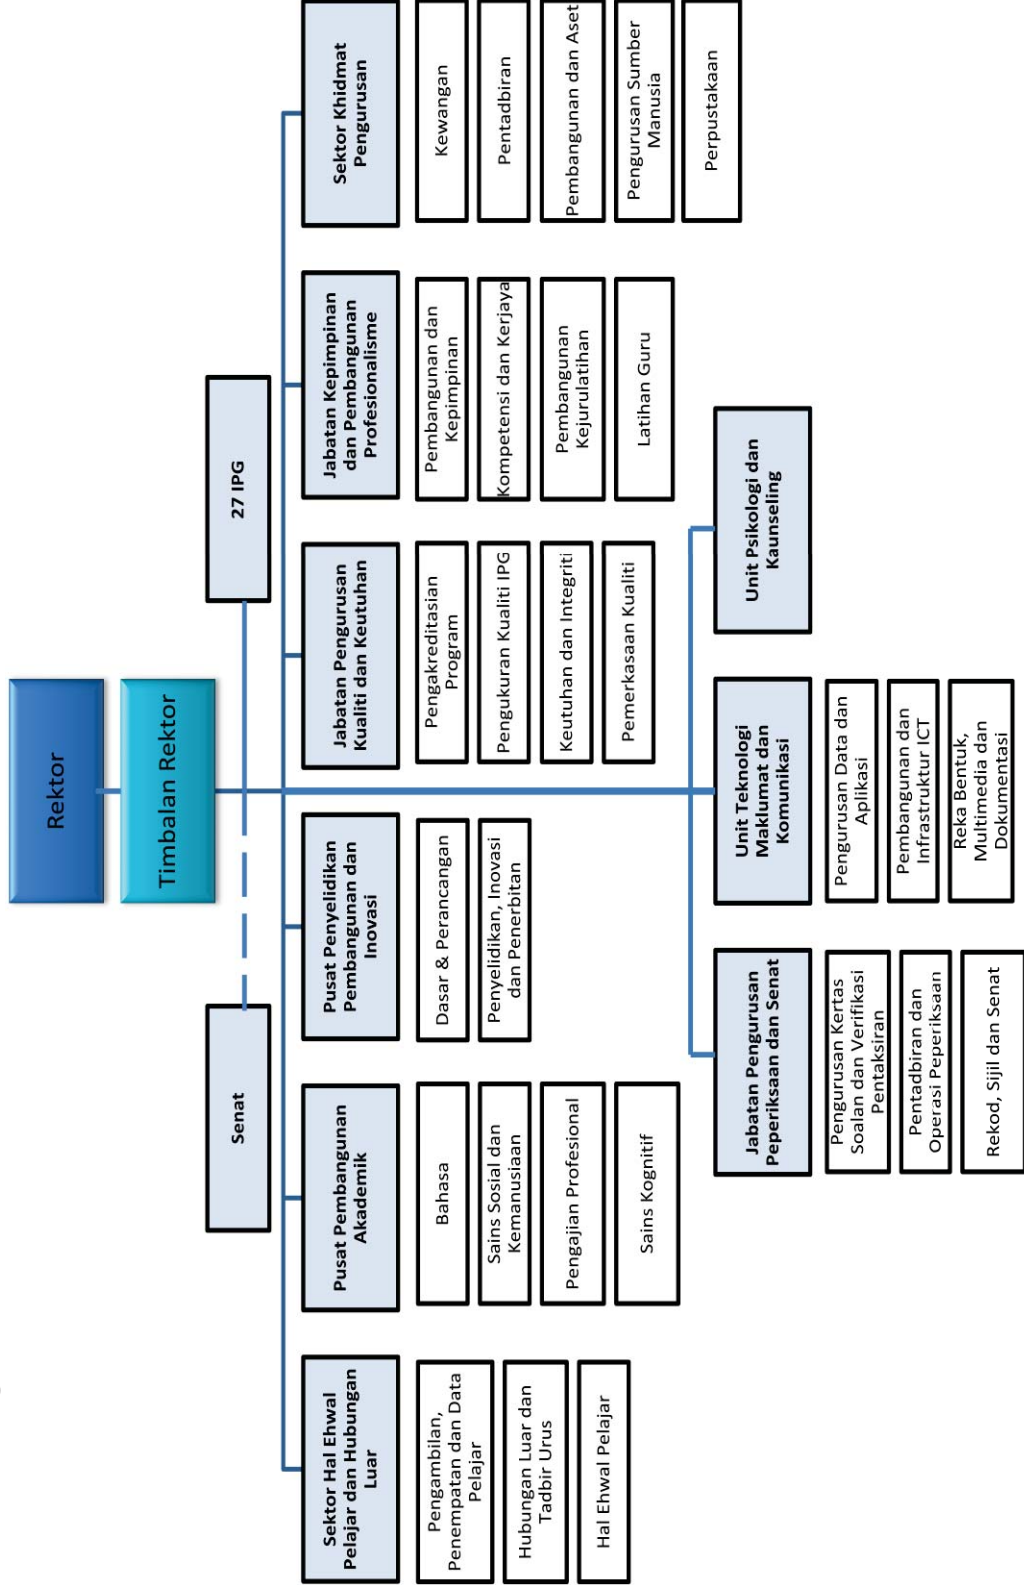 Rektor
Timbalan Rektor
Senat
27 IPG
Sektor Hal Ehwal
Pelajar dan Hubungan
Luar
Pengambilan,
Penempatan dan Data
Pelajar
Hubungan Luar dan
Tadbir Urus
Hal Ehwal Pelajar
Pusat Pembangunan
Akademik
Bahasa
Sains Sosial dan
Kemanusiaan
Pengajian Profesional
Sains Kognitif
Pusat Penyelidikan
Pembangunan dan
Inovasi
Dasar & Perancangan
Penyelidikan, Inovasi
dan Penerbitan
Jabatan Pengurusan
Kualiti dan Keutuhan
Pengakreditasian
Program
Pengukuran Kualiti IPG
Keutuhan dan Integriti
Pemerkasaan Kualiti
Jabatan Kepimpinan
dan Pembangunan
Profesionalisme
Pembangunan dan
Kepimpinan
Kompetensi dan Kerjaya
Pembangunan
Kejurulatihan
Latihan Guru
Sektor Khidmat
Pengurusan
Kewangan
Pentadbiran
Pembangunan dan Aset
Pengurusan Sumber
Manusia
Perpustakaan
Jabatan Pengurusan
Peperiksaan dan Senat
Pengurusan Kertas
Soalan dan Verifikasi
Pentaksiran
Pentadbiran dan
Operasi Peperiksaan
Rekod, Sijil dan Senat
Unit Teknologi
Maklumat dan
Komunikasi
Pengurusan Data dan
Aplikasi
Pembangunan dan
Infrastruktur ICT
Reka Bentuk,
Multimedia dan
Dokumentasi
Unit Psikologi dan
Kaunseling